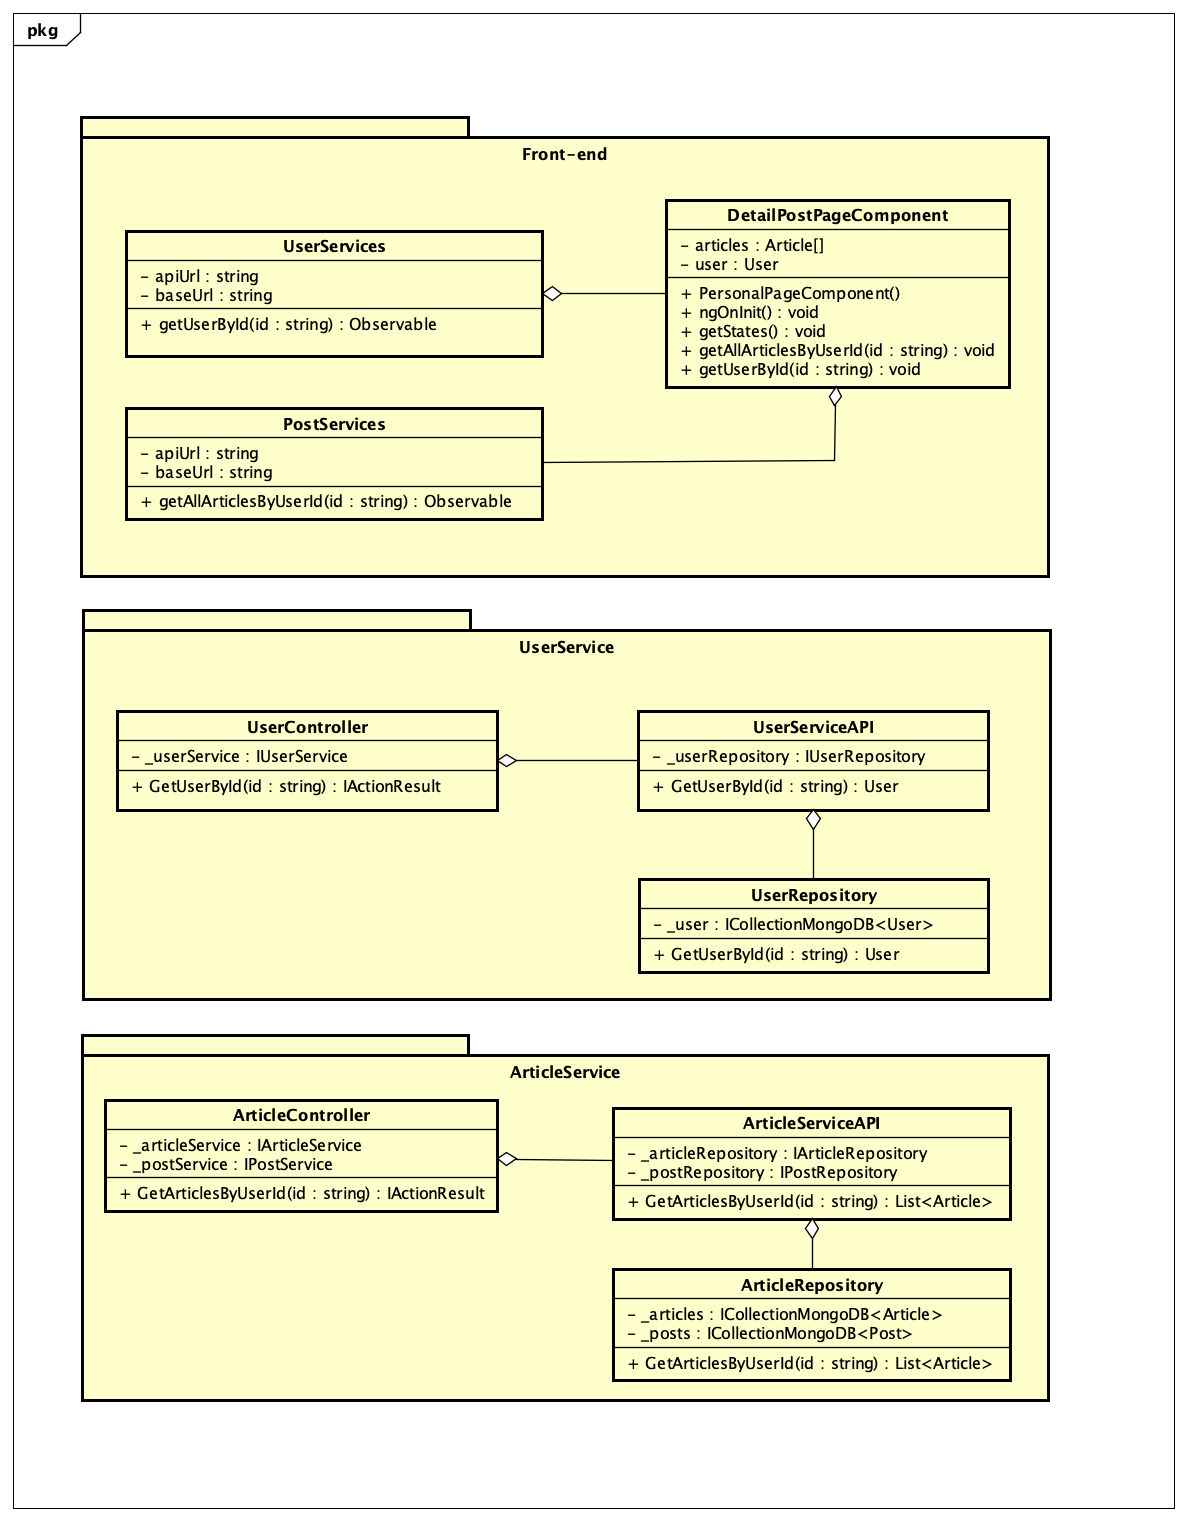 pkg
Front-end
UserServices
- apiUrl : string
- baseUrl : string
+ getUserById(id : string) : Observable
DetailPostPageComponent
- articles : Article[]
- user : User
+ PersonalPageComponent()
+ ngOnInit() : void
+ getStates() : void
+ getAllArticlesByUserId(id : string) : void
+ getUserById(id : string) : void
PostServices
- apiUrl : string
- baseUrl : string
+ getAllArticlesByUserId(id : string) : Observable
UserService
UserController
- _userService : IUserService
+ GetUserById(id : string) : IActionResult
UserServiceAPI
- _userRepository : IUserRepository
+ GetUserById(id : string) : User
UserRepository
- _user : ICollectionMongoDB<User>
+ GetUserById(id : string) : User
ArticleService
ArticleController
- _articleService : IArticleService
- _postService : IPostService
+ GetArticlesByUserId(id : string) : IActionResult
ArticleServiceAPI
- _articleRepository : IArticleRepository
- _postRepository : IPostRepository
+ GetArticlesByUserId(id : string) : List<Article>
ArticleRepository
- _articles : ICollectionMongoDB<Article>
- _posts : ICollectionMongoDB<Post>
+ GetArticlesByUserId(id : string) : List<Article>